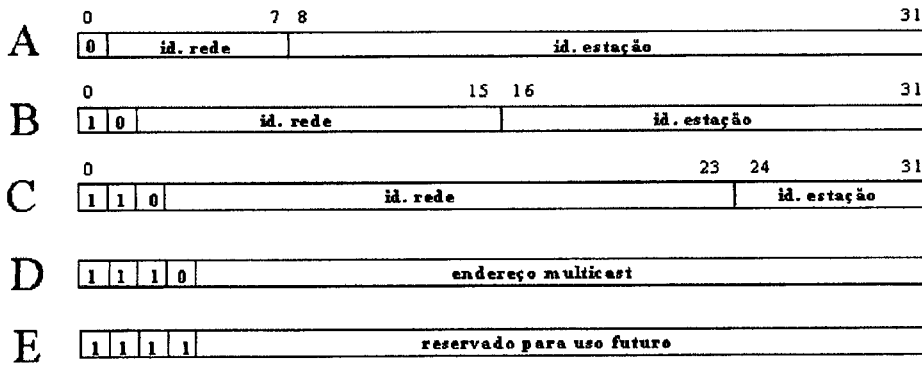 0 7 8 31
A 0 id. rede id. estação
0 15 16 31
B 1 0 id. rede id. estação
0 23 24 31
C 1 1 0 id. rede id. estação
D 1 1 1 0 endereço multicast
E 1 1 1 1 reservado para uso futuro